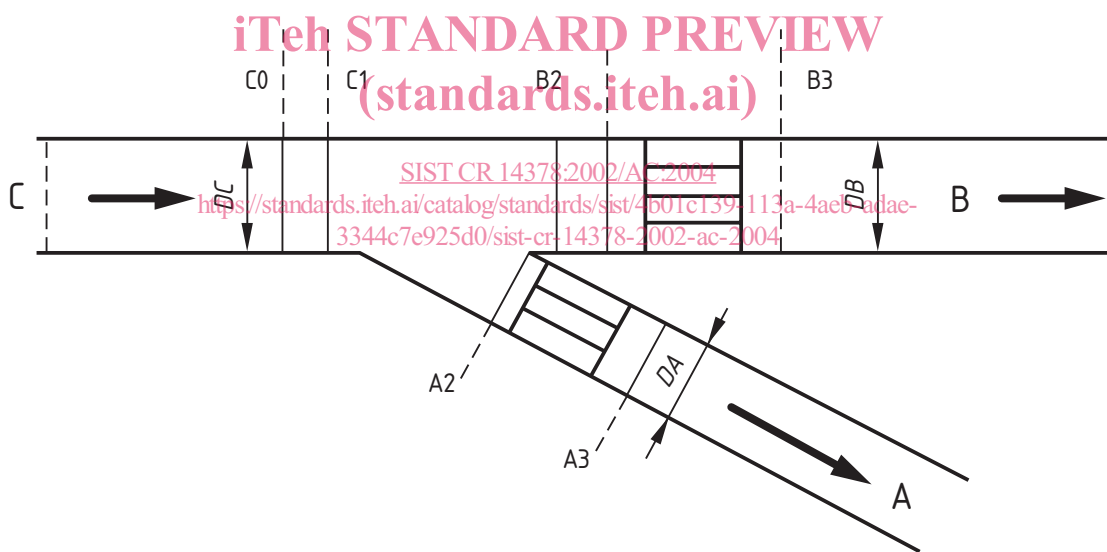 iTeh STANDARD PREVIEW
C0 C1 B2 B3
(standards.iteh.ai)
SIST CR 14378:2002/AC:2004
C DC DB B
https://standards.iteh.ai/catalog/standards/sist/4b01c139-113a-4aeb-adae-
3344c7e925d0/sist-cr-14378-2002-ac-2004
A2 DA
A3
A